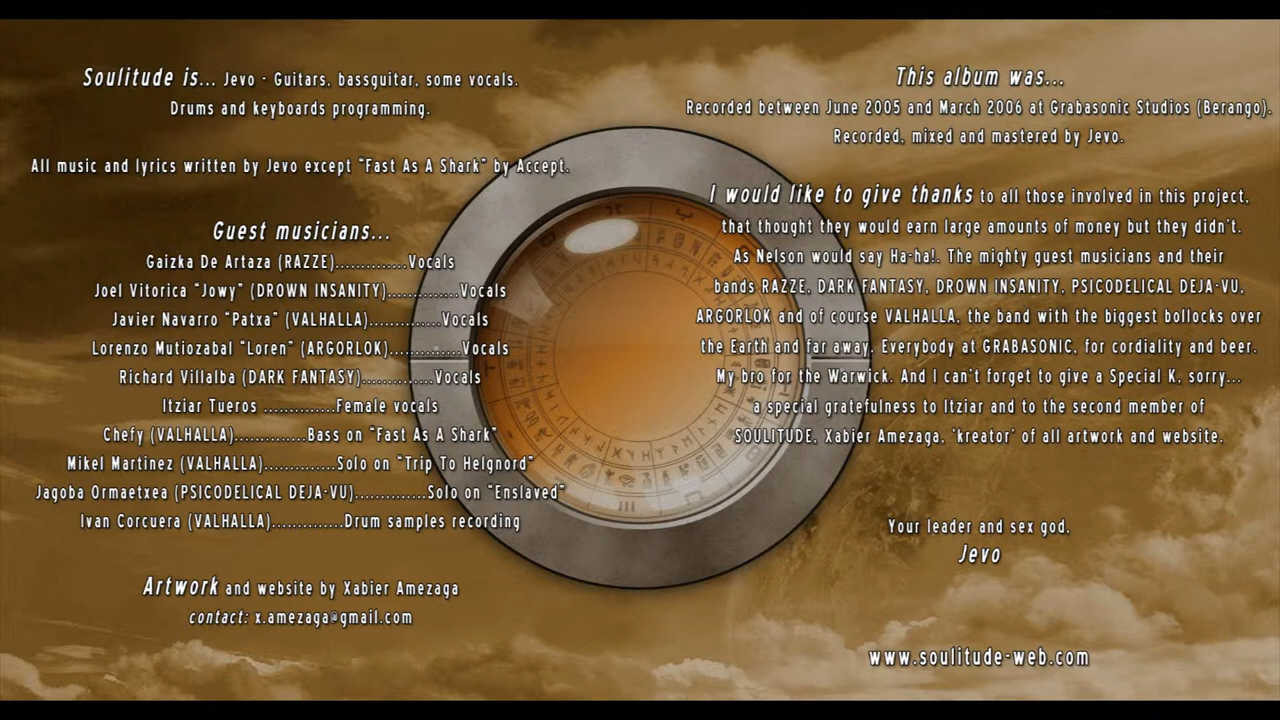 Soulitude is... Jevo - Guitars, bassguitar, some vocals.
Drums and keyboards programming.
All music and lyrics written by Jevo except "Fast As A Shark" by Accept.
Guest musicians...
Gaizka De Artaza (RAZZE).............Vocals
Joel Vitorica "Jowy" (DROWN INSANITY).............Vocals
Javier Navarro "Patxa" (VALHALLA).............Vocals
Lorenzo Mutiozabal "Loren" (ARGORLOK).............Vocals
Richard Villalba (DARK FANTASY).............Vocals
Itziar Tueros .............Female vocals
Chefy (VALHALLA).............Bass on "Fast As A Shark"
Mikel Martinez (VALHALLA).............Solo on "Trip To Helgnord"
Jagoba Ormaetxea (PSICODELICAL DEJA-VU).............Solo on "Enslaved"
Ivan Corcuera (VALHALLA).............Drum samples recording
Artwork and website by Xabier Amezaga
contact: x.amezaga@gmail.com
This album was...
Recorded between June 2005 and March 2006 at Grabasonic Studios (Berango).
Recorded, mixed and mastered by Jevo.
I would like to give thanks to all those involved in this project,
that thought they would earn large amounts of money but they didn't.
As Nelson would say Ha-ha!. The mighty guest musicians and their
bands RAZZE, DARK FANTASY, DROWN INSANITY, PSICODELICAL DEJA-VU,
ARGORLOK and of course VALHALLA, the band with the biggest bollocks over
the Earth and far away. Everybody at GRABASONIC, for cordiality and beer.
My bro for the Warwick. And I can't forget to give a Special K, sorry...
a special gratefulness to Itziar and to the second member of
SOULITUDE, Xabier Amezaga, 'kreator' of all artwork and website.
Your leader and sex god,
Jevo
www.soulitude-web.com